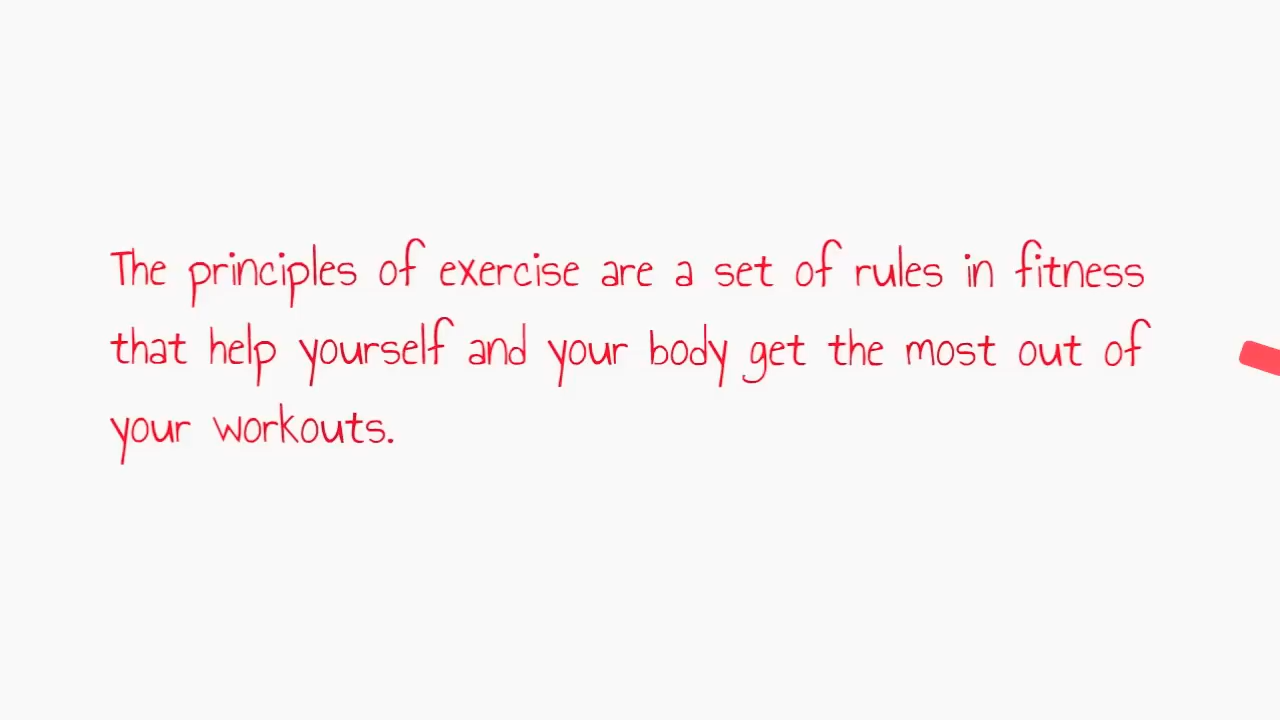 The principles of exercise are a set of rules in fitness
that help yourself and your body get the most out of
your workouts.